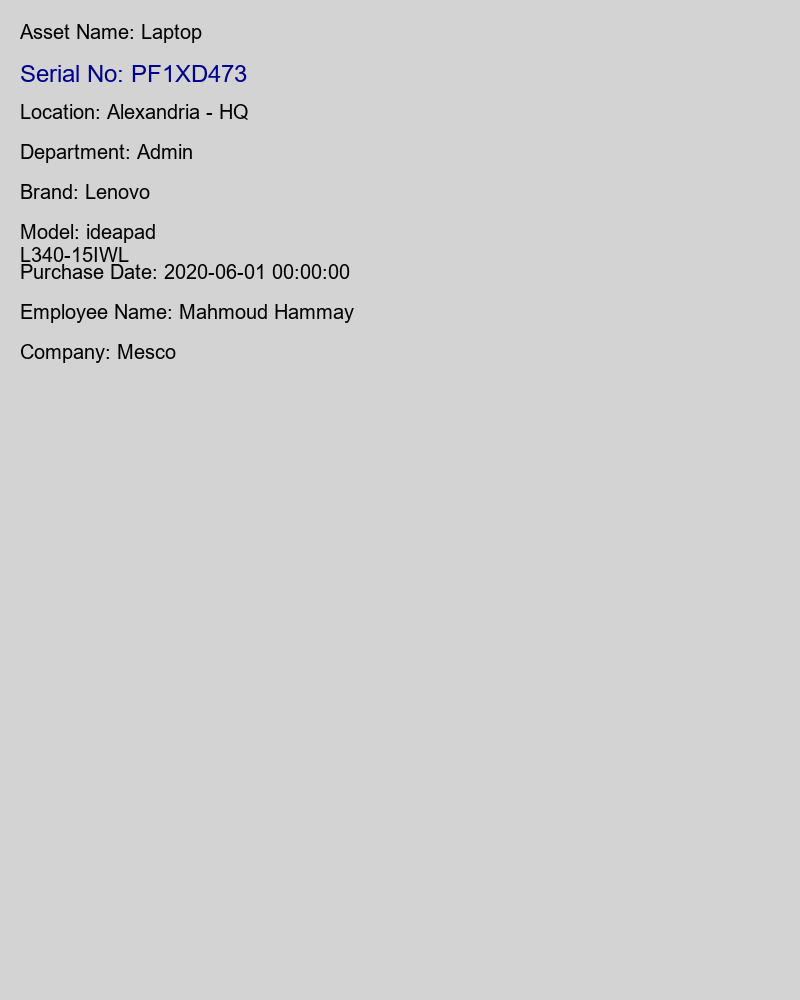 Asset Name: Laptop
Serial No: PF1XD473
Location: Alexandria - HQ
Department: Admin
Brand: Lenovo
Model: ideapad
L340-15IWL
Purchase Date: 2020-06-01 00:00:00
Employee Name: Mahmoud Hammay
Company: Mesco